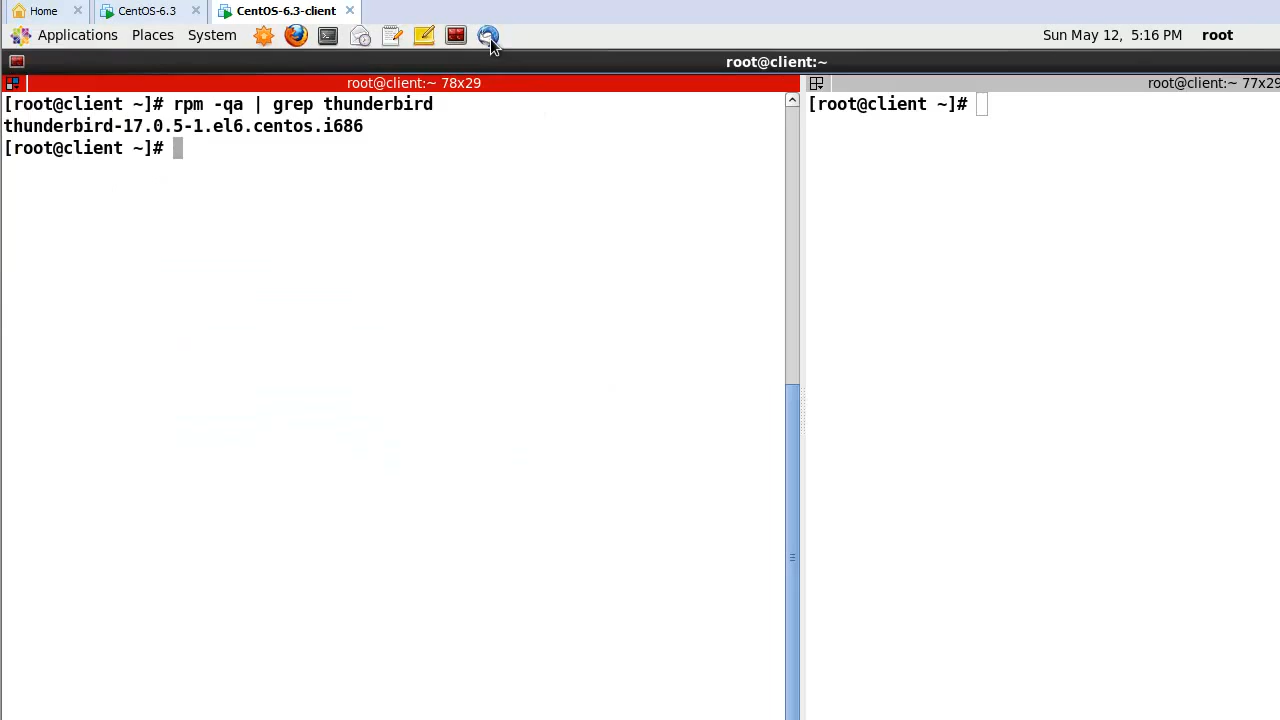 Home
CentOS-6.3
CentOS-6.3-client
Applications Places System
Sun May 12, 5:16 PM root
root@client:~
root@client:~ 78x29
root@client:~ 77x29
[root@client ~]# rpm -qa | grep thunderbird
thunderbird-17.0.5-1.el6.centos.i686
[root@client ~]#
[root@client ~]#